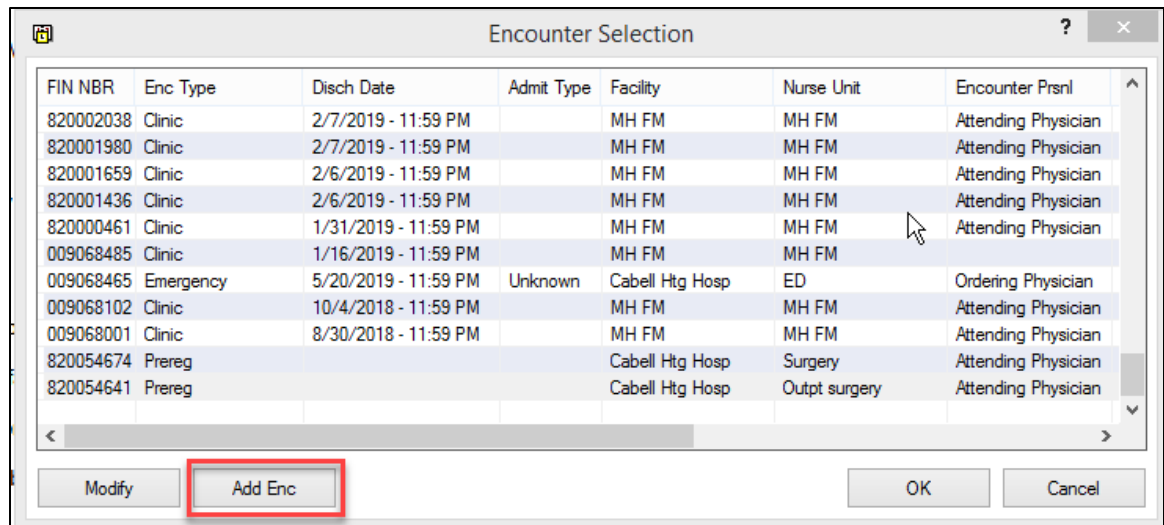 Encounter Selection ?
FIN NBR Enc Type Disch Date Admit Type Facility Nurse Unit Encounter Prsnl
820002038 Clinic 2/7/2019 - 11:59 PM MH FM MH FM Attending Physician
820001980 Clinic 2/7/2019 - 11:59 PM MH FM MH FM Attending Physician
820001659 Clinic 2/6/2019 - 11:59 PM MH FM MH FM Attending Physician
820001436 Clinic 2/6/2019 - 11:59 PM MH FM MH FM Attending Physician
820000461 Clinic 1/31/2019 - 11:59 PM MH FM MH FM Attending Physician
009068485 Clinic 1/16/2019 - 11:59 PM MH FM MH FM
009068465 Emergency 5/20/2019 - 11:59 PM Unknown Cabell Htg Hosp ED Ordering Physician
009068102 Clinic 10/4/2018 - 11:59 PM MH FM MH FM Attending Physician
009068001 Clinic 8/30/2018 - 11:59 PM MH FM MH FM Attending Physician
820054674 Prereg Cabell Htg Hosp Surgery Attending Physician
820054641 Prereg Cabell Htg Hosp Outpt surgery Attending Physician
Modify Add Enc OK Cancel